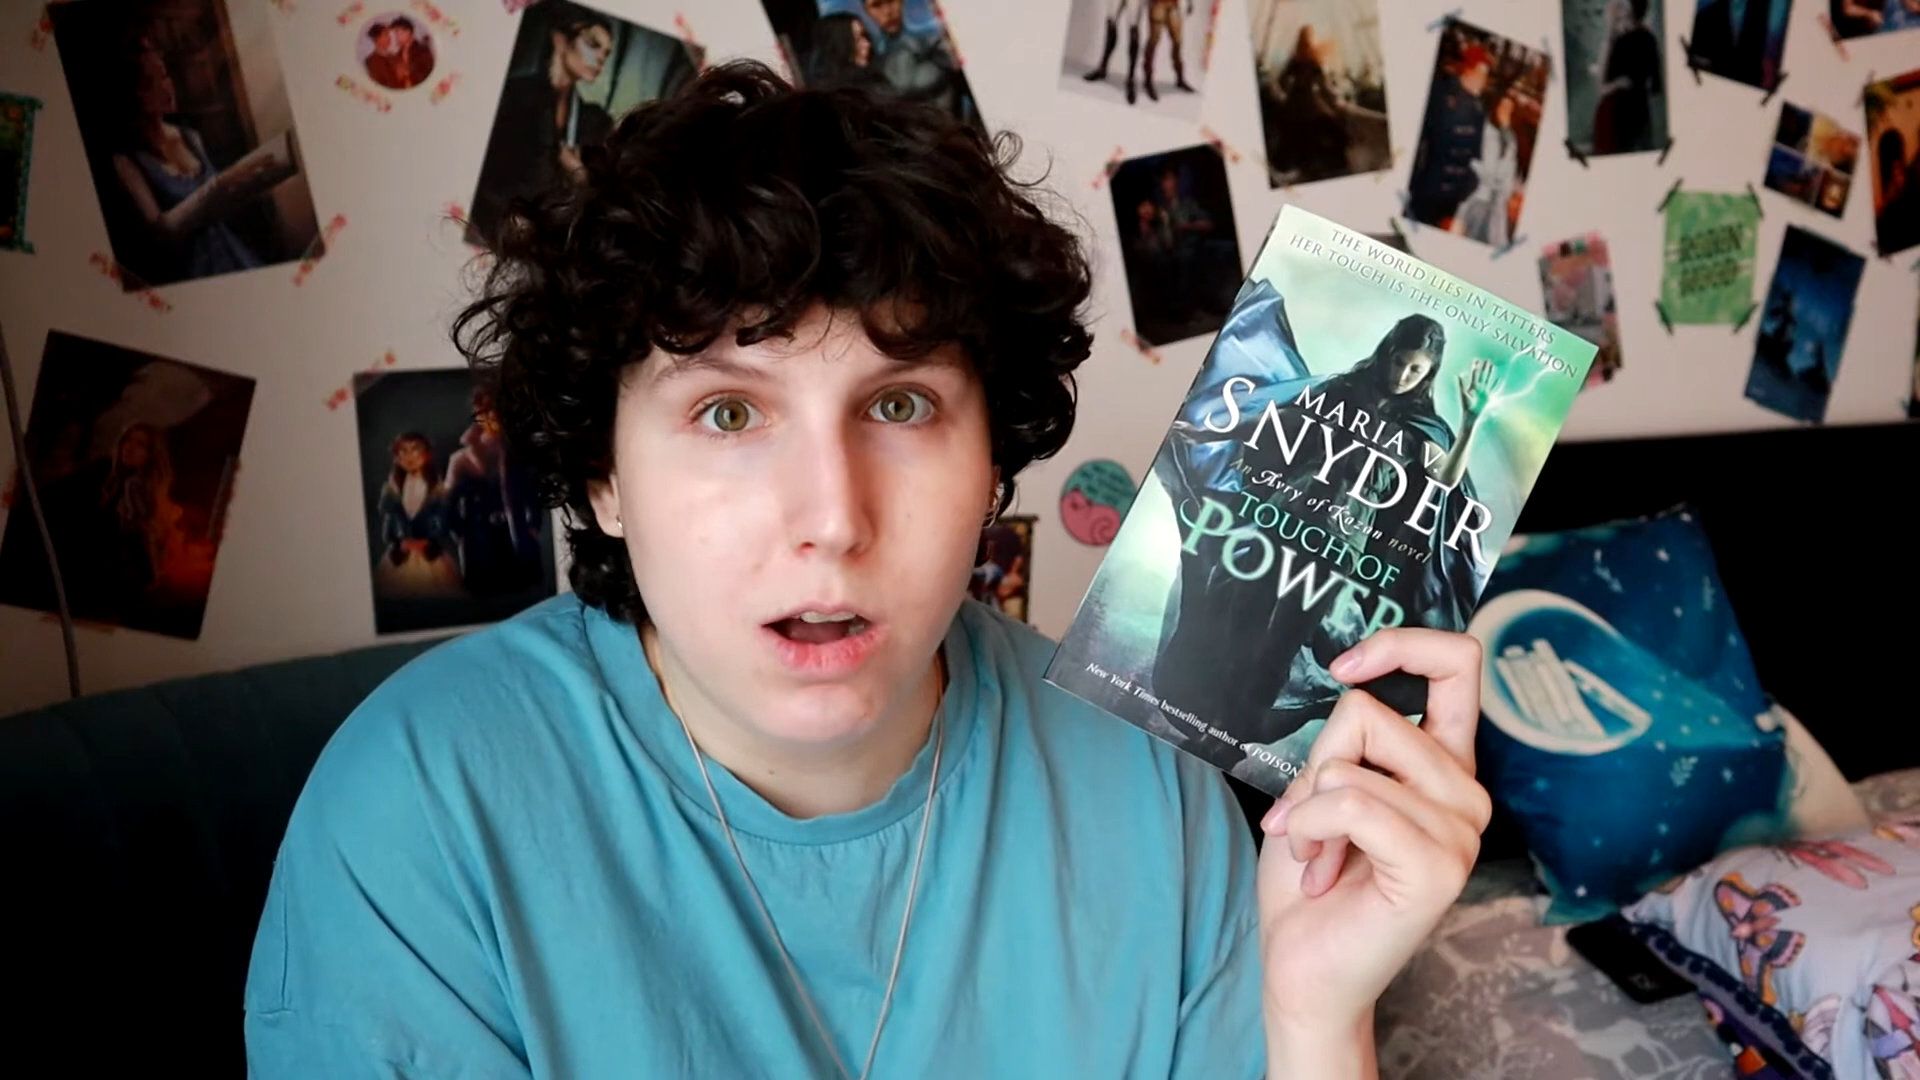 THE WORLD LIES IN TATTERS
HER TOUCH IS THE ONLY SALVATION
MARIA V.
SNYDER
An Avry of Kazan novel
TOUCH OF
POWER
New York Times bestselling author of POISON